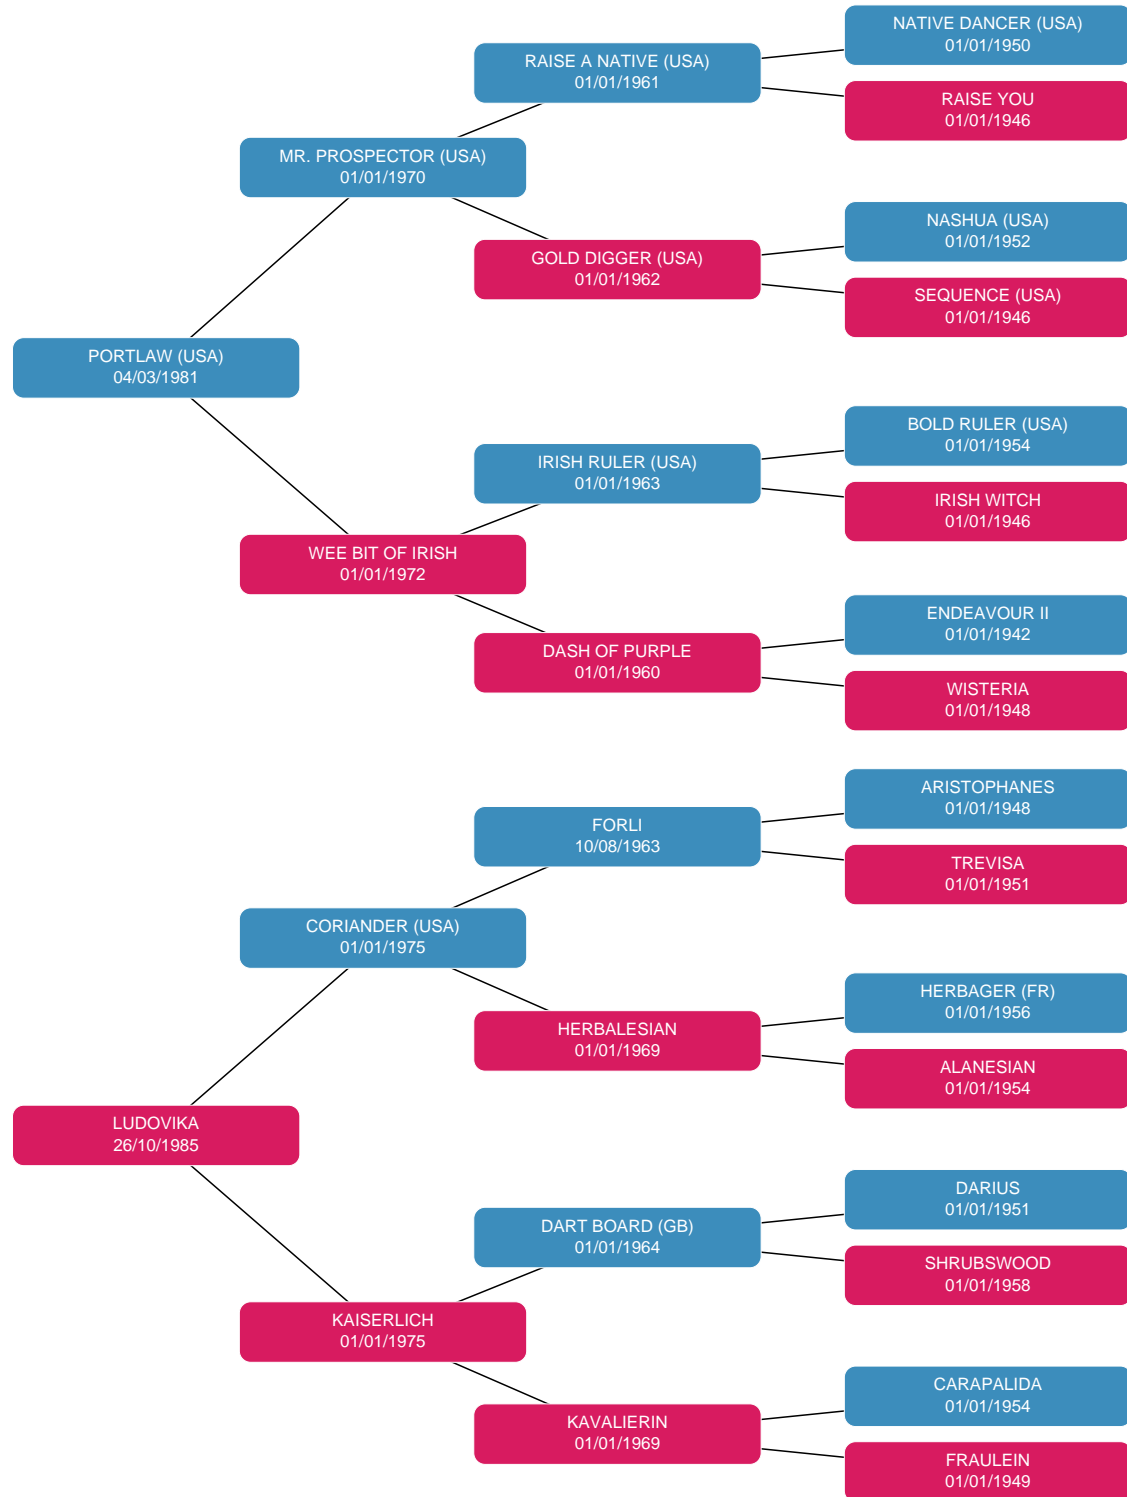 NATIVE DANCER (USA)
01/01/1950
RAISE A NATIVE (USA)
01/01/1961
RAISE YOU
01/01/1946
MR. PROSPECTOR (USA)
01/01/1970
NASHUA (USA)
01/01/1952
GOLD DIGGER (USA)
01/01/1962
SEQUENCE (USA)
01/01/1946
PORTLAW (USA)
04/03/1981
BOLD RULER (USA)
01/01/1954
IRISH RULER (USA)
01/01/1963
IRISH WITCH
01/01/1946
WEE BIT OF IRISH
01/01/1972
ENDEAVOUR II
01/01/1942
DASH OF PURPLE
01/01/1960
WISTERIA
01/01/1948
ARISTOPHANES
01/01/1948
FORLI
10/08/1963
TREVISA
01/01/1951
CORIANDER (USA)
01/01/1975
HERBAGER (FR)
01/01/1956
HERBALESIAN
01/01/1969
ALANESIAN
01/01/1954
LUDOVIKA
26/10/1985
DARIUS
01/01/1951
DART BOARD (GB)
01/01/1964
SHRUBSWOOD
01/01/1958
KAISERLICH
01/01/1975
CARAPALIDA
01/01/1954
KAVALIERIN
01/01/1969
FRAULEIN
01/01/1949